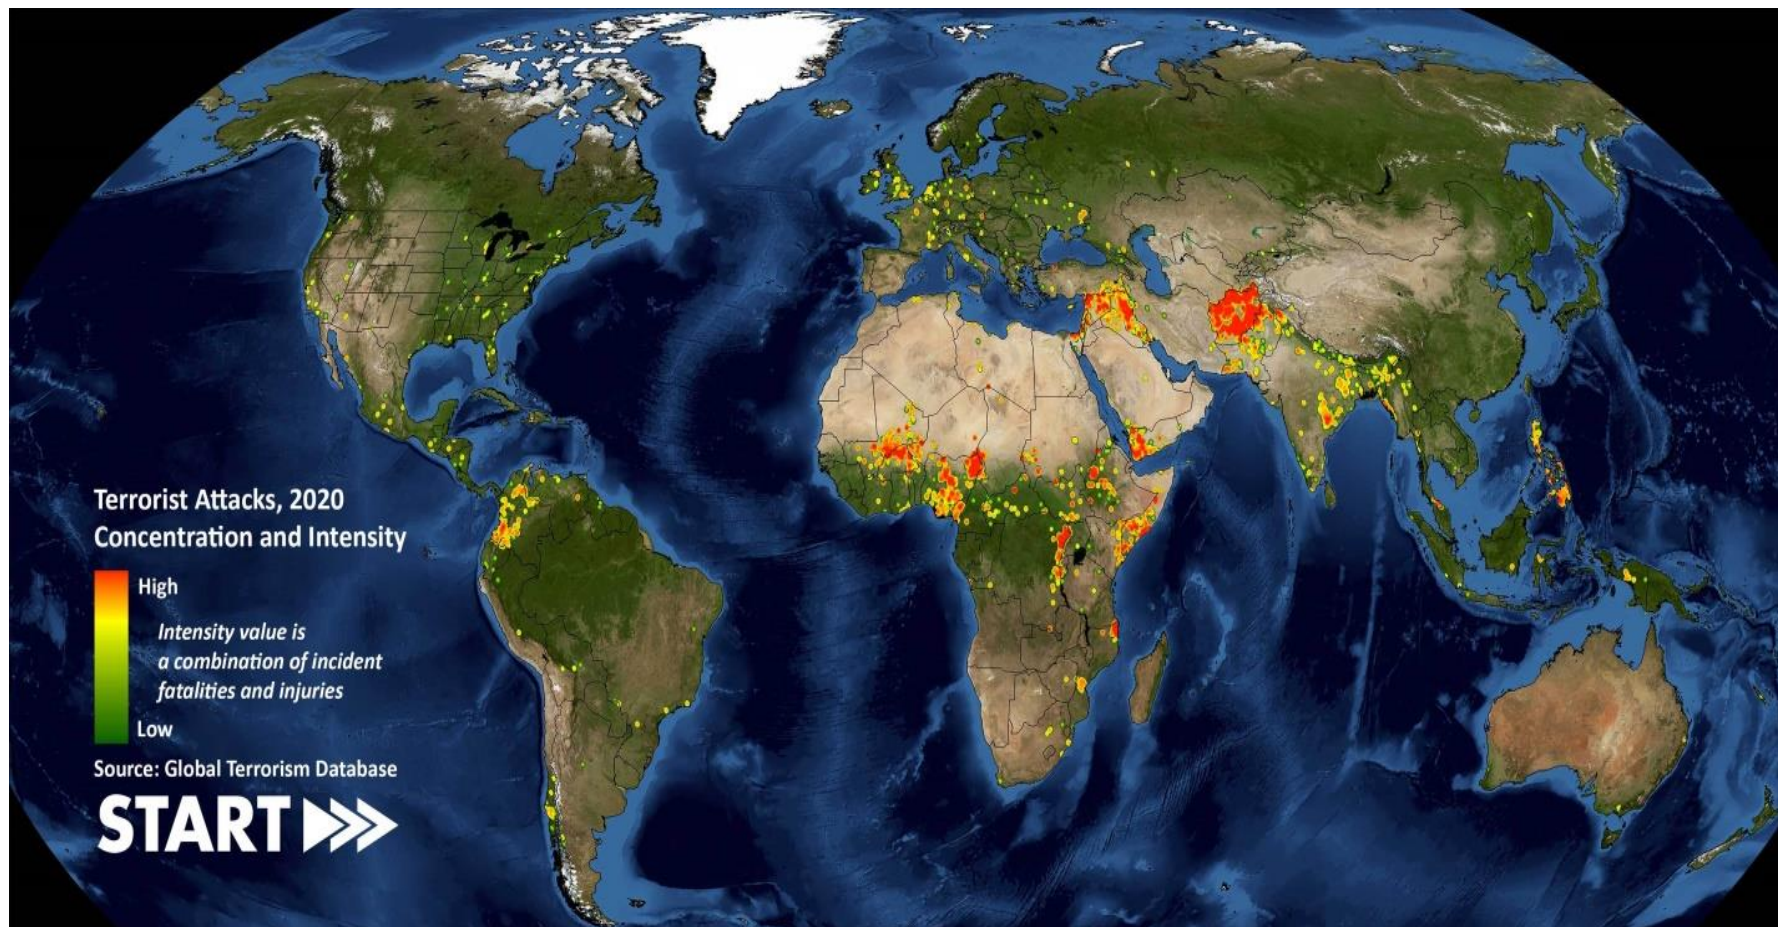 Terrorist Attacks, 2020
Concentration and Intensity
High
Intensity value is
a combination of incident
fatalities and injuries
Low
Source: Global Terrorism Database
START